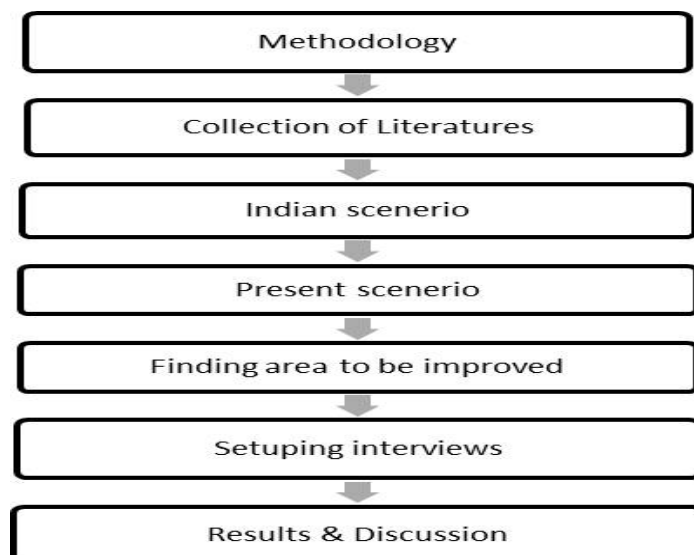 Methodology
Collection of Literatures
Indian scenerio
Present scenerio
Finding area to be improved
Setuping interviews
Results & Discussion